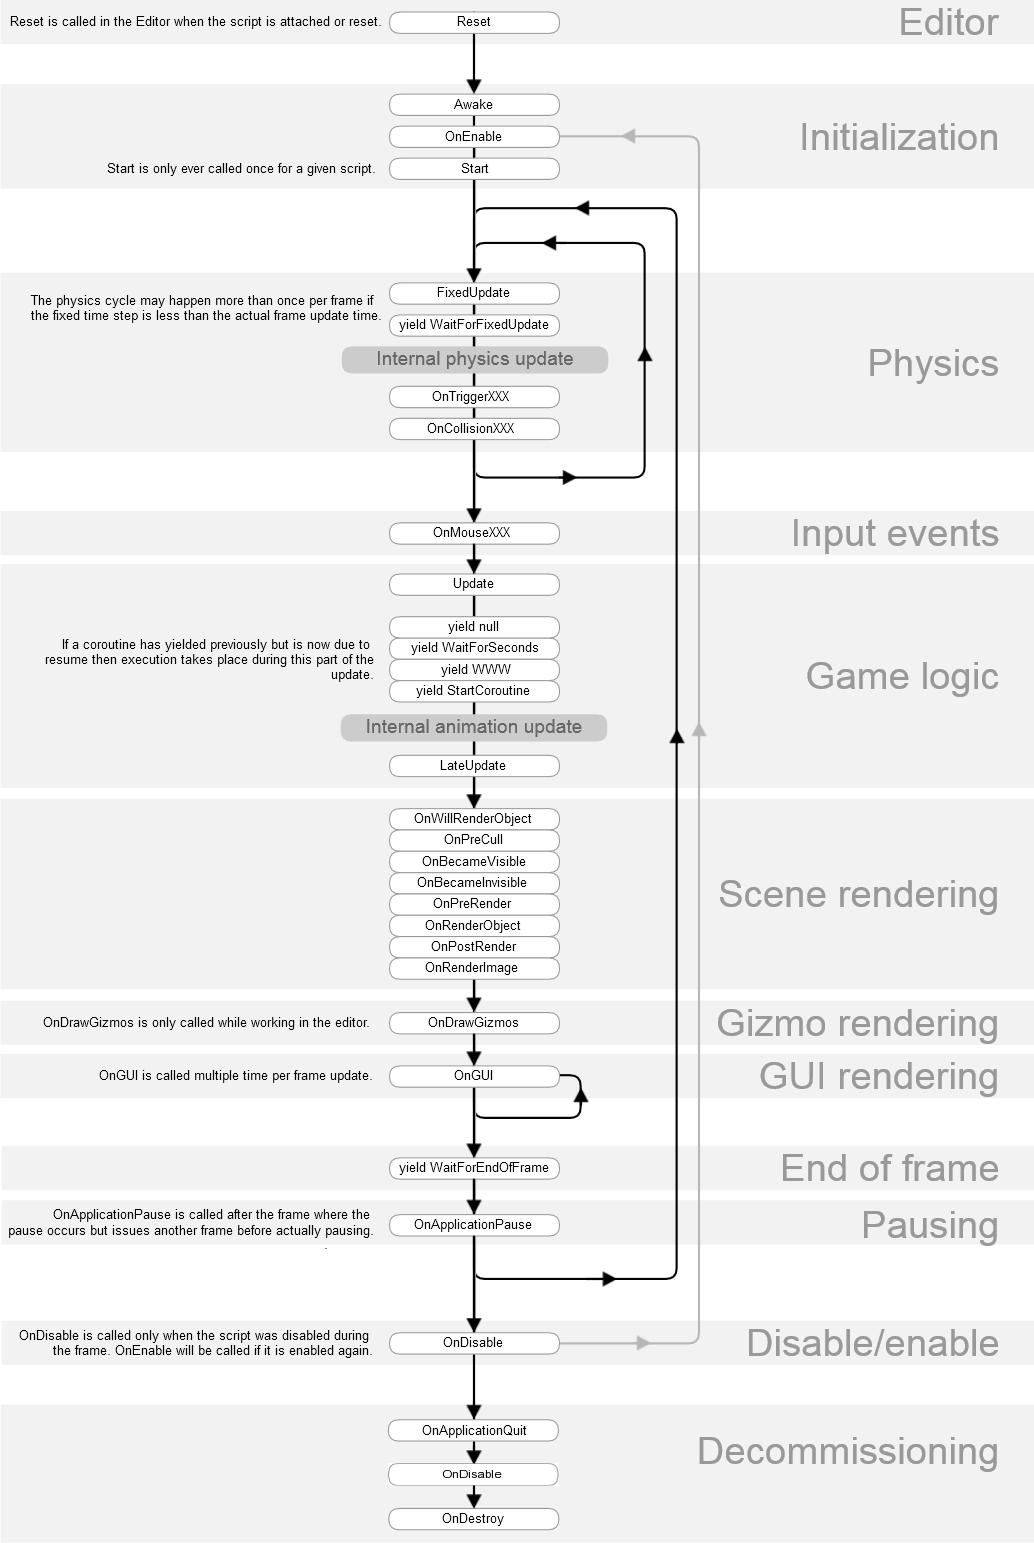 Reset is called in the Editor when the script is attached or reset.
Reset
Editor
Awake
OnEnable
Initialization
Start is only ever called once for a given script.
Start
The physics cycle may happen more than once per frame if
the fixed time step is less than the actual frame update time.
FixedUpdate
yield WaitForFixedUpdate
Internal physics update
Physics
OnTriggerXXX
OnCollisionXXX
OnMouseXXX
Input events
Update
If a coroutine has yielded previously but is now due to
resume then execution takes place during this part of the
update.
yield null
yield WaitForSeconds
yield WWW
yield StartCoroutine
Game logic
Internal animation update
LateUpdate
OnWillRenderObject
OnPreCull
OnBecameVisible
OnBecameInvisible
Scene rendering
OnPreRender
OnRenderObject
OnPostRender
OnRenderImage
OnDrawGizmos is only called while working in the editor.
OnDrawGizmos
Gizmo rendering
OnGUI is called multiple time per frame update.
OnGUI
GUI rendering
yield WaitForEndOfFrame
End of frame
OnApplicationPause is called after the frame where the
pause occurs but issues another frame before actually pausing.
.
OnApplicationPause
Pausing
OnDisable is called only when the script was disabled during
the frame. OnEnable will be called if it is enabled again.
OnDisable
Disable/enable
OnApplicationQuit
Decommissioning
OnDisable
OnDestroy